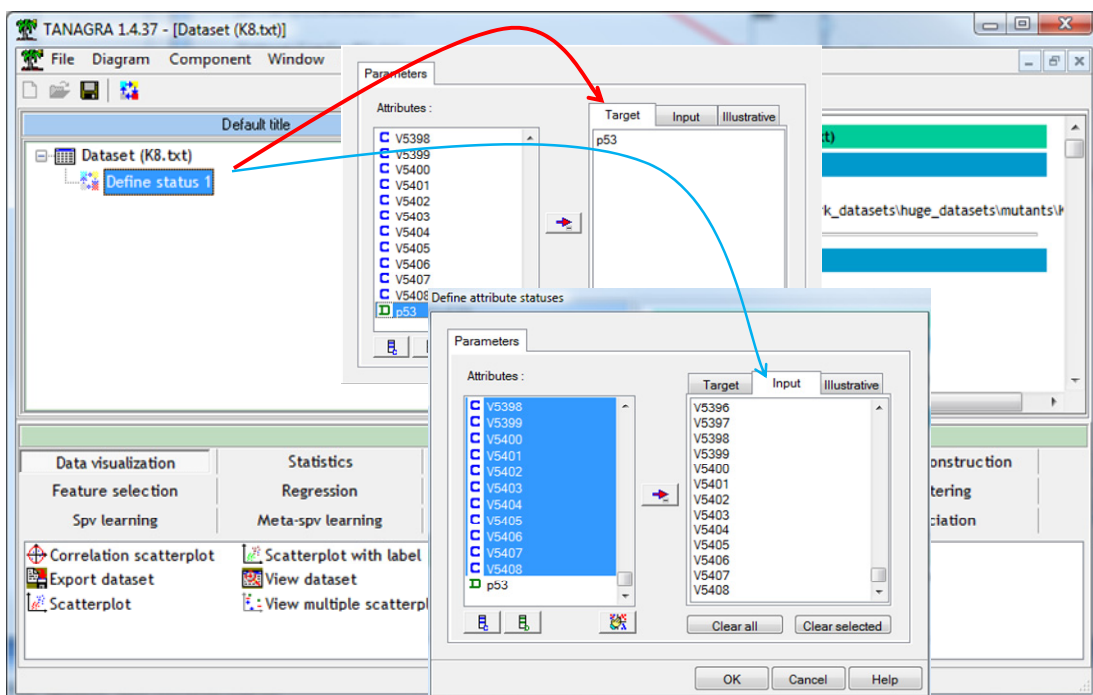 TANAGRA 1.4.37 - [Dataset (K8.txt)]
File Diagram Component Window
Default title
Dataset (K8.txt)
Define status 1
Parameters
Attributes :
V5398
V5399
V5400
V5401
V5402
V5403
V5404
V5405
V5406
V5407
V5408
p53
Target Input Illustrative
p53
xt)
rk_datasets\huge_datasets\mutants\K
Define attribute statuses
Parameters
Attributes :
V5398
V5399
V5400
V5401
V5402
V5403
V5404
V5405
V5406
V5407
V5408
p53
Target Input Illustrative
V5396
V5397
V5398
V5399
V5400
V5401
V5402
V5403
V5404
V5405
V5406
V5407
V5408
Clear all Clear selected
OK Cancel Help
Data visualization Statistics onstruction
Feature selection Regression tering
Spv learning Meta-spv learning ciation
Correlation scatterplot Scatterplot with label
Export dataset View dataset
Scatterplot View multiple scatterpl